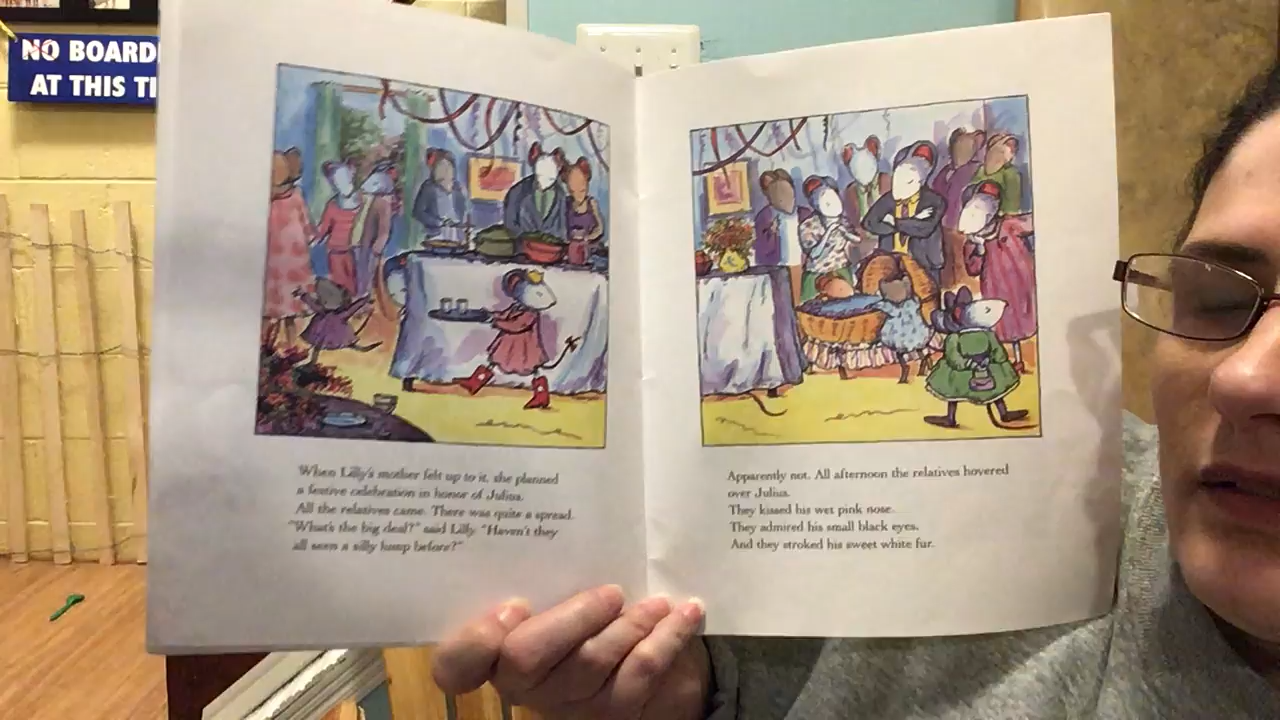 NO BOARD
AT THIS TI
When Lilly's mother felt up to it, she planned
a festive celebration in honor of Julius.
All the relatives came. There was quite a spread.
"What's the big deal?" said Lilly. "Haven't they
all seen a silly lump before?"
Apparently not. All afternoon the relatives hovered
over Julius.
They kissed his wet pink nose.
They admired his small black eyes.
And they stroked his sweet white fur.